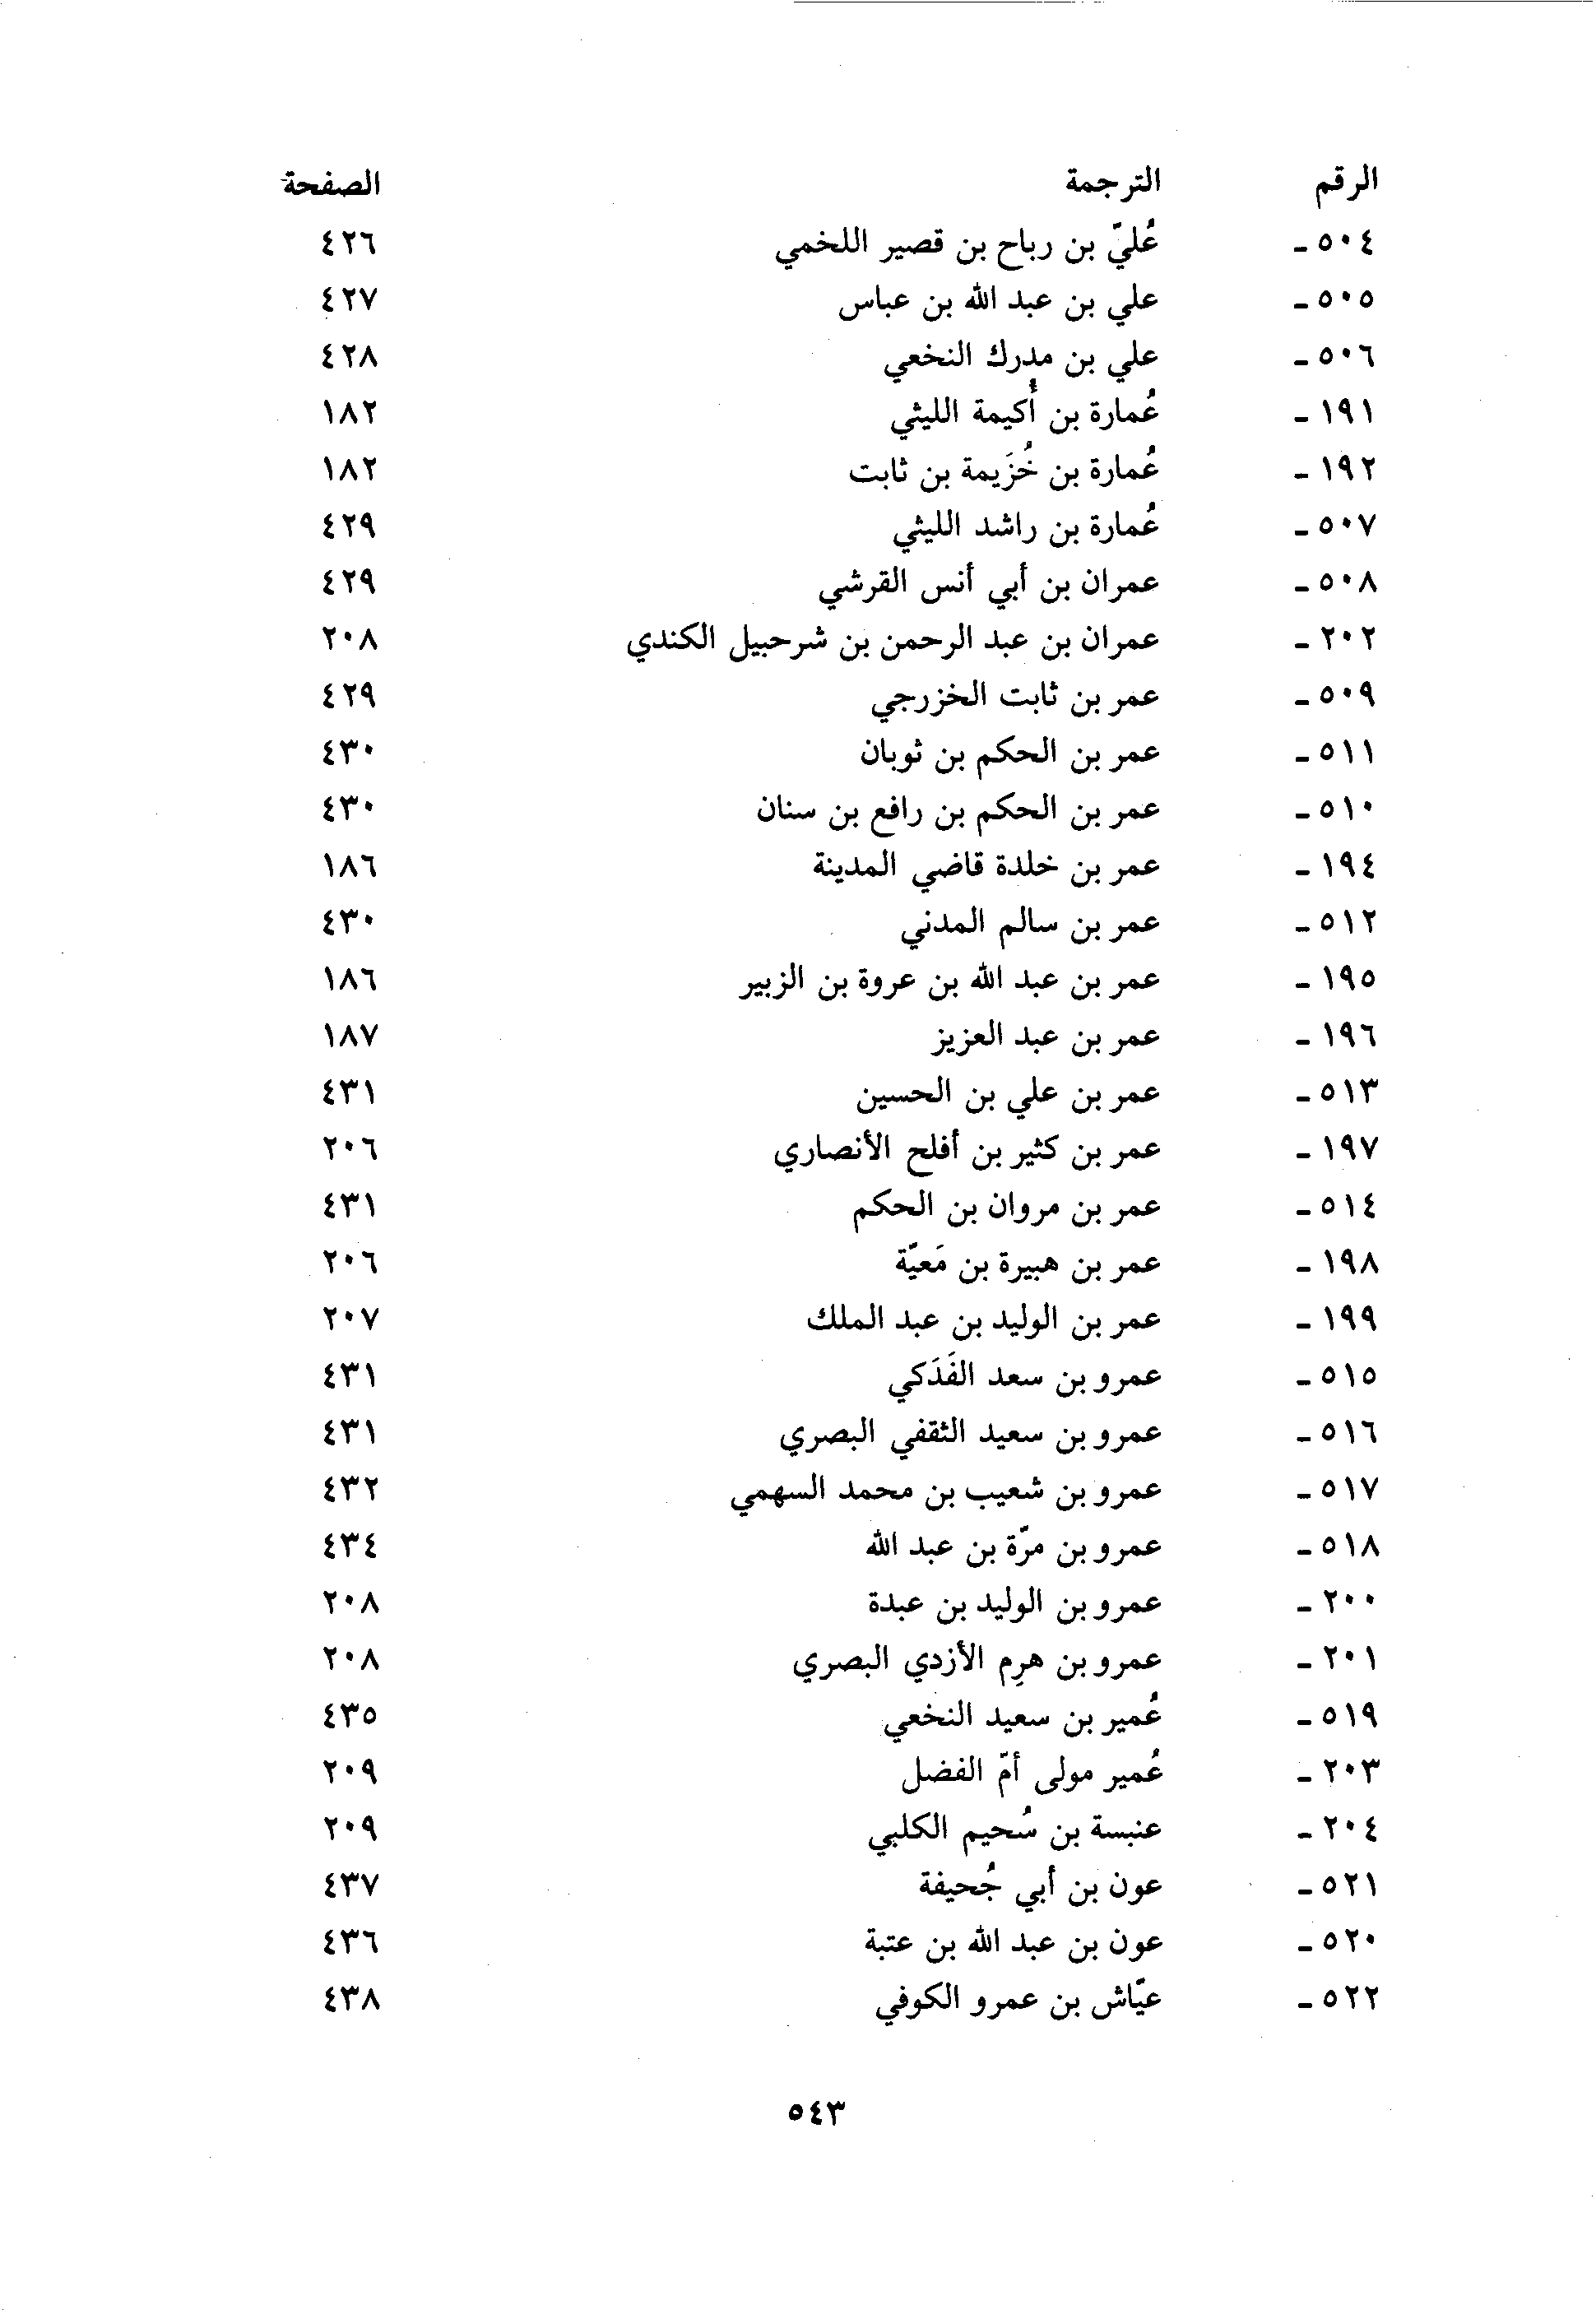 الرقم الترجمة الصفحة
٥٠٤ - عُليّ بن رباح بن قصير اللخمي ٤٢٦
٥٠٥ - علي بن عبد الله بن عباس ٤٢٧
٥٠٦ - علي بن مدرك النخعي ٤٢٨
١٩١ - عُمارة بن أُكيمة الليثي ١٨٢
١٩٢ - عُمارة بن خُزَيمة بن ثابت ١٨٢
٥٠٧ - عُمارة بن راشد الليثي ٤٢٩
٥٠٨ - عمران بن أبي أنس القرشي ٤٢٩
٢٠٢ - عمران بن عبد الرحمن بن شرحبيل الكندي ٢٠٨
٥٠٩ - عمر بن ثابت الخزرجي ٤٢٩
٥١١ - عمر بن الحكم بن ثوبان ٤٣٠
٥١٠ - عمر بن الحكم بن رافع بن سنان ٤٣٠
١٩٤ - عمر بن خلدة قاضي المدينة ١٨٦
٥١٢ - عمر بن سالم المدني ٤٣٠
١٩٥ - عمر بن عبد الله بن عروة بن الزبير ١٨٦
١٩٦ - عمر بن عبد العزيز ١٨٧
٥١٣ - عمر بن علي بن الحسين ٤٣١
١٩٧ - عمر بن كثير بن أفلح الأنصاري ٢٠٦
٥١٤ - عمر بن مروان بن الحكم ٤٣١
١٩٨ - عمر بن هبيرة بن مَعيّة ٢٠٦
١٩٩ - عمر بن الوليد بن عبد الملك ٢٠٧
٥١٥ - عمرو بن سعد الفَدَكي ٤٣١
٥١٦ - عمرو بن سعيد الثقفي البصري ٤٣١
٥١٧ - عمرو بن شعيب بن محمد السهمي ٤٣٢
٥١٨ - عمرو بن مرّة بن عبد الله ٤٣٤
٢٠٠ - عمرو بن الوليد بن عبدة ٢٠٨
٢٠١ - عمرو بن هرِم الأزدي البصري ٢٠٨
٥١٩ - عُمير بن سعيد النخعي ٤٣٥
٢٠٣ - عُمير مولى أمّ الفضل ٢٠٩
٢٠٤ - عنبسة بن سُحيم الكلبي ٢٠٩
٥٢١ - عون بن أبي جُحيفة ٤٣٧
٥٢٠ - عون بن عبد الله بن عتبة ٤٣٦
٥٢٢ - عيّاش بن عمرو الكوفي ٤٣٨
٥٤٣